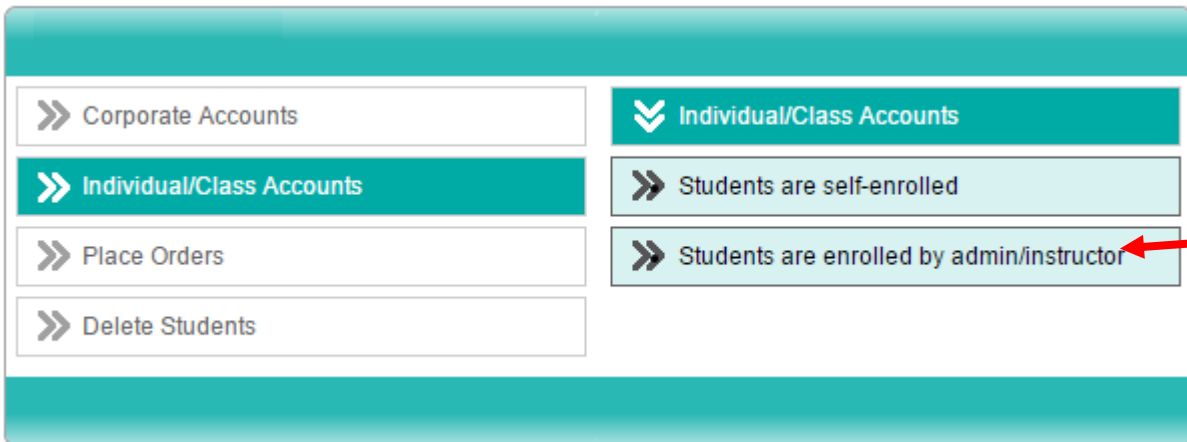 Corporate Accounts
Individual/Class Accounts
Place Orders
Delete Students
Individual/Class Accounts
Students are self-enrolled
Students are enrolled by admin/instructor